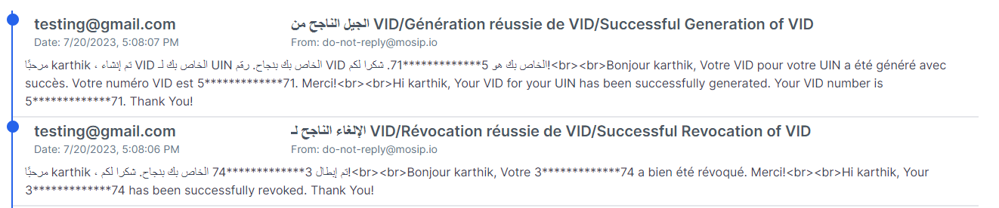 testing@gmail.com
الجيل الناجح من VID/Génération réussie de VID/Successful Generation of VID
Date: 7/20/2023, 5:08:07 PM
From: do-not-reply@mosip.io
مرحبًا karthik ، تم إنشاء VID الخاص بك لـ UIN الخاص بك بنجاح. رقم VID الخاص بك هو 5*************71. شكرا لكم!<br><br>Bonjour karthik, Votre VID pour votre UIN a été généré avec
succès. Votre numéro VID est 5*************71. Merci!<br><br>Hi karthik, Your VID for your UIN has been successfully generated. Your VID number is
5*************71. Thank You!
testing@gmail.com
الإلغاء الناجح لـ VID/Révocation réussie de VID/Successful Revocation of VID
Date: 7/20/2023, 5:08:06 PM
From: do-not-reply@mosip.io
مرحبًا karthik ، تم إبطال 3*************74 الخاص بك بنجاح. شكرا لكم!<br><br>Bonjour karthik, Votre 3*************74 a bien été révoqué. Merci!<br><br>Hi karthik, Your
3*************74 has been successfully revoked. Thank You!